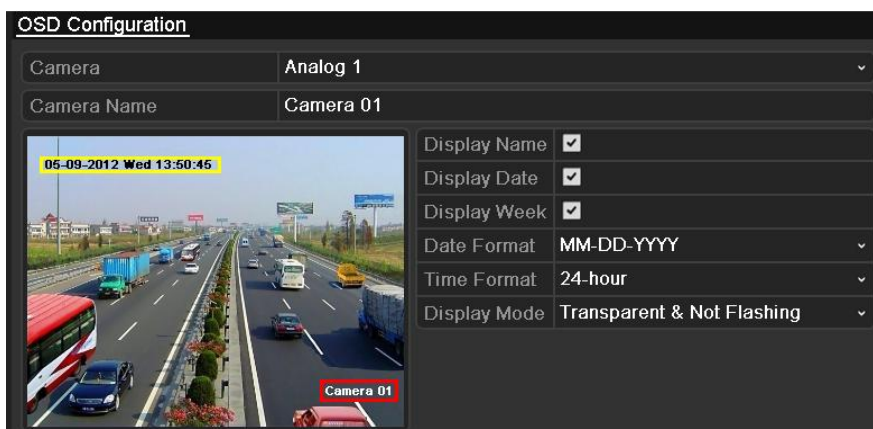 OSD Configuration
Camera Analog 1
Camera Name Camera 01
05-09-2012 Wed 13:50:45
Camera 01
Display Name
Display Date
Display Week
Date Format MM-DD-YYYY
Time Format 24-hour
Display Mode Transparent & Not Flashing